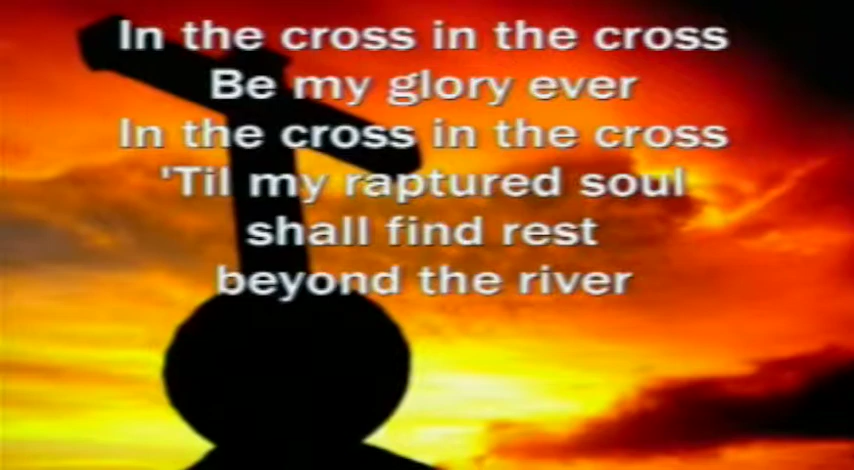 In the cross in the cross
Be my glory ever
In the cross in the cross
'Til my raptured soul
shall find rest
beyond the river